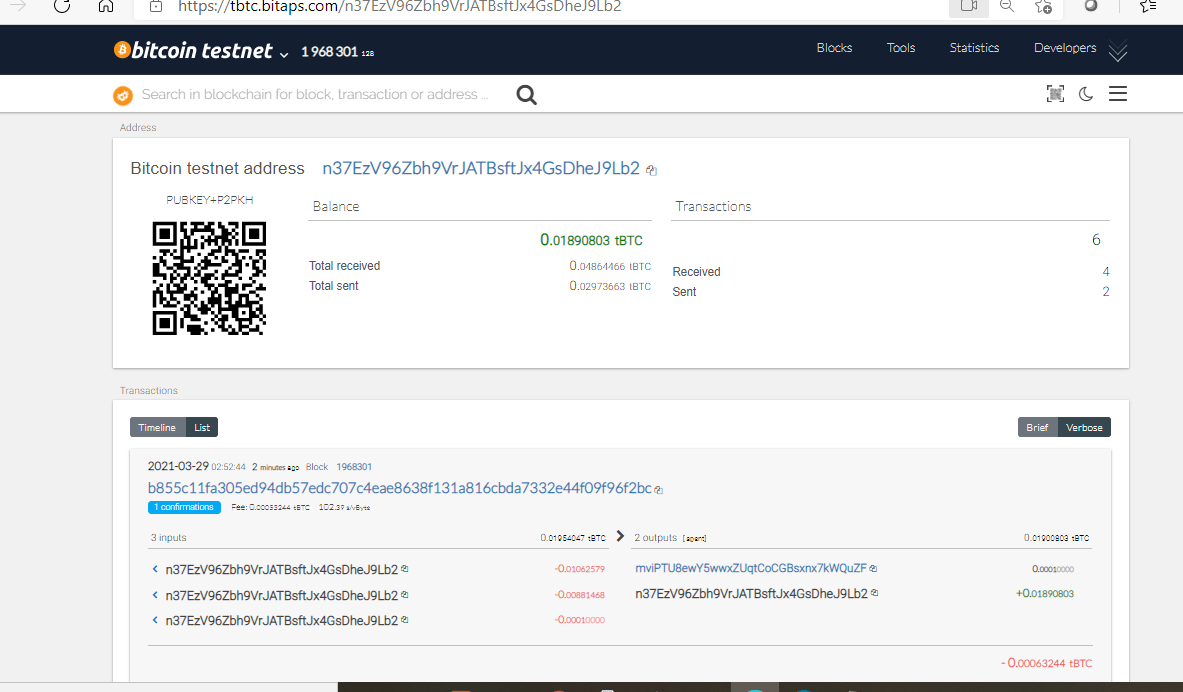 https://tbtc.bitaps.com/n37EzV96Zbh9VrJATBsftJx4GsDheJ9Lb2
bitcoin testnet 1 968 301 128 Blocks Tools Statistics Developers
Search in blockchain for block, transaction or address ...
Address
Bitcoin testnet address n37EzV96Zbh9VrJATBsftJx4GsDheJ9Lb2
PUBKEY+P2PKH
Balance
0.01890803 tBTC
Total received 0.04864466 tBTC
Total sent 0.02973663 tBTC
Transactions
6
Received 4
Sent 2
Transactions
Timeline List Brief Verbose
2021-03-29 02:52:44 2 minutes ago Block 1968301
b855c11fa305ed94db57edc707c4eae8638f131a816cbda7332e44f09f96f2bc
1 confirmations Fee: 0.00053244 tBTC 102.39 s/vByte
3 inputs 0.01954047 tBTC 2 outputs [spent] 0.01900803 tBTC
n37EzV96Zbh9VrJATBsftJx4GsDheJ9Lb2 -0.01062579
n37EzV96Zbh9VrJATBsftJx4GsDheJ9Lb2 -0.00881468
n37EzV96Zbh9VrJATBsftJx4GsDheJ9Lb2 -0.00010000
mviPTU8ewY5wwxZUqtCoCGBsxnx7kWQuZF 0.00010000
n37EzV96Zbh9VrJATBsftJx4GsDheJ9Lb2 +0.01890803
- 0.00063244 tBTC